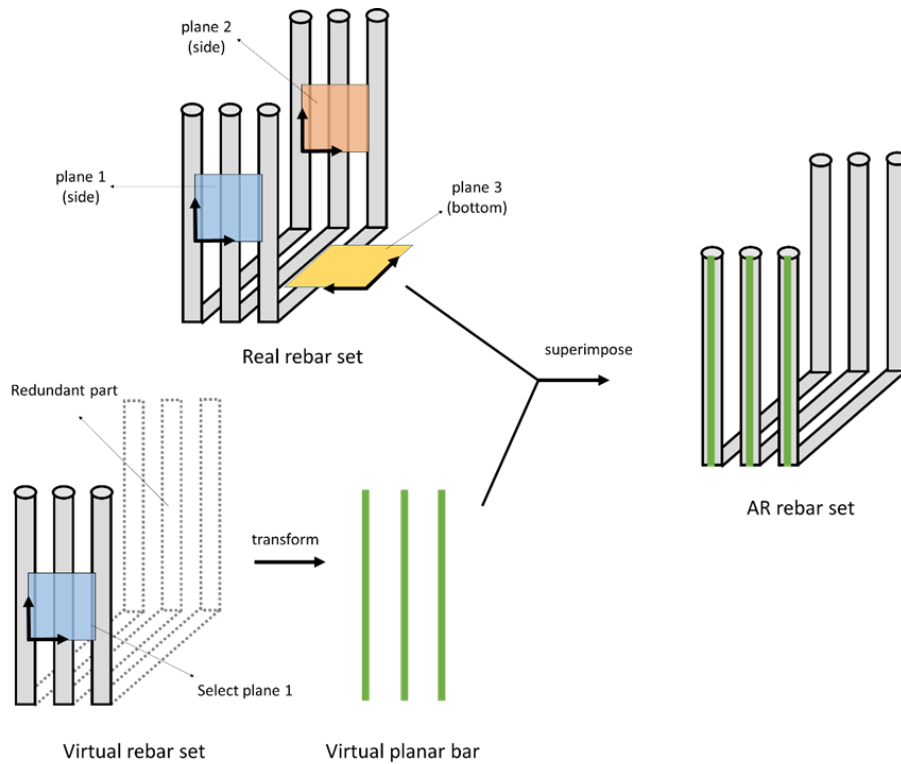 plane 2
(side)
plane 1
(side)
plane 3
(bottom)
Real rebar set
superimpose
Redundant part
transform
Select plane 1
Virtual rebar set
Virtual planar bar
AR rebar set